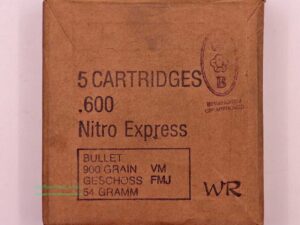 5 CARTRIDGES
.600
Nitro Express
B
BULLET
900 GRAIN VM
GESCHOSS FMJ
54 GRAMM
WR